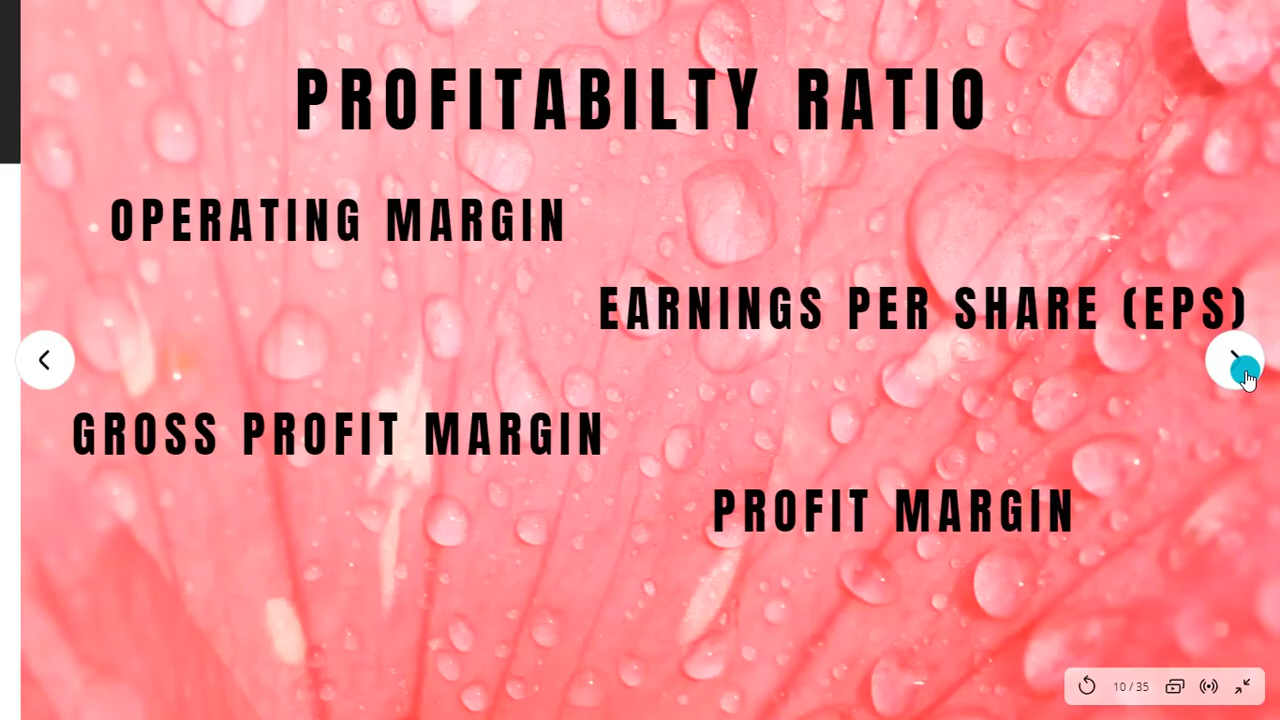 PROFITABILTY RATIO
OPERATING MARGIN
EARNINGS PER SHARE (EPS)
GROSS PROFIT MARGIN
PROFIT MARGIN
10 / 35